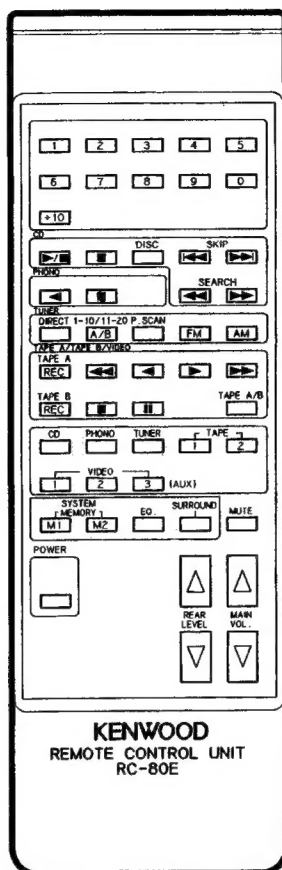 1 2 3 4 5
6 7 8 9 0
+10
CD
DISC SKIP
PHONO
SEARCH
TUNER
DIRECT 1-10/11-20 P.SCAN
A/B FM AM
TAPE A/TAPE B/VIDEO
TAPE A
REC
TAPE B TAPE A/B
REC
CD PHONO TUNER TAPE
1 2
VIDEO
1 2 3 (AUX)
SYSTEM
MEMORY EQ. SURROUND MUTE
M1 M2
POWER
REAR LEVEL
MAIN VOL.
KENWOOD
REMOTE CONTROL UNIT
RC-80E